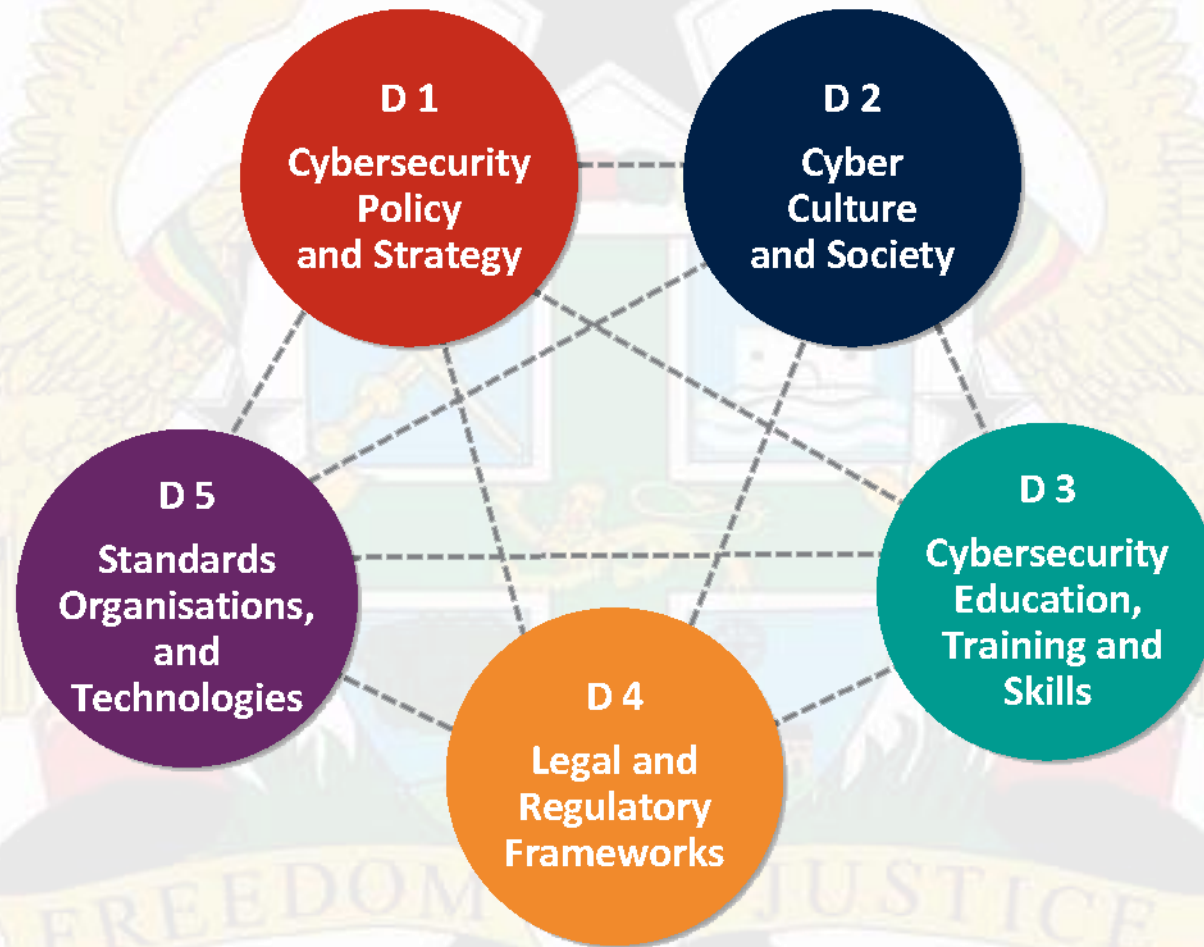 D 1
Cybersecurity
Policy
and Strategy
D 2
Cyber
Culture
and Society
D 3
Cybersecurity
Education,
Training and
Skills
D 4
Legal and
Regulatory
Frameworks
D 5
Standards
Organisations,
and
Technologies
FREEDOM JUSTICE